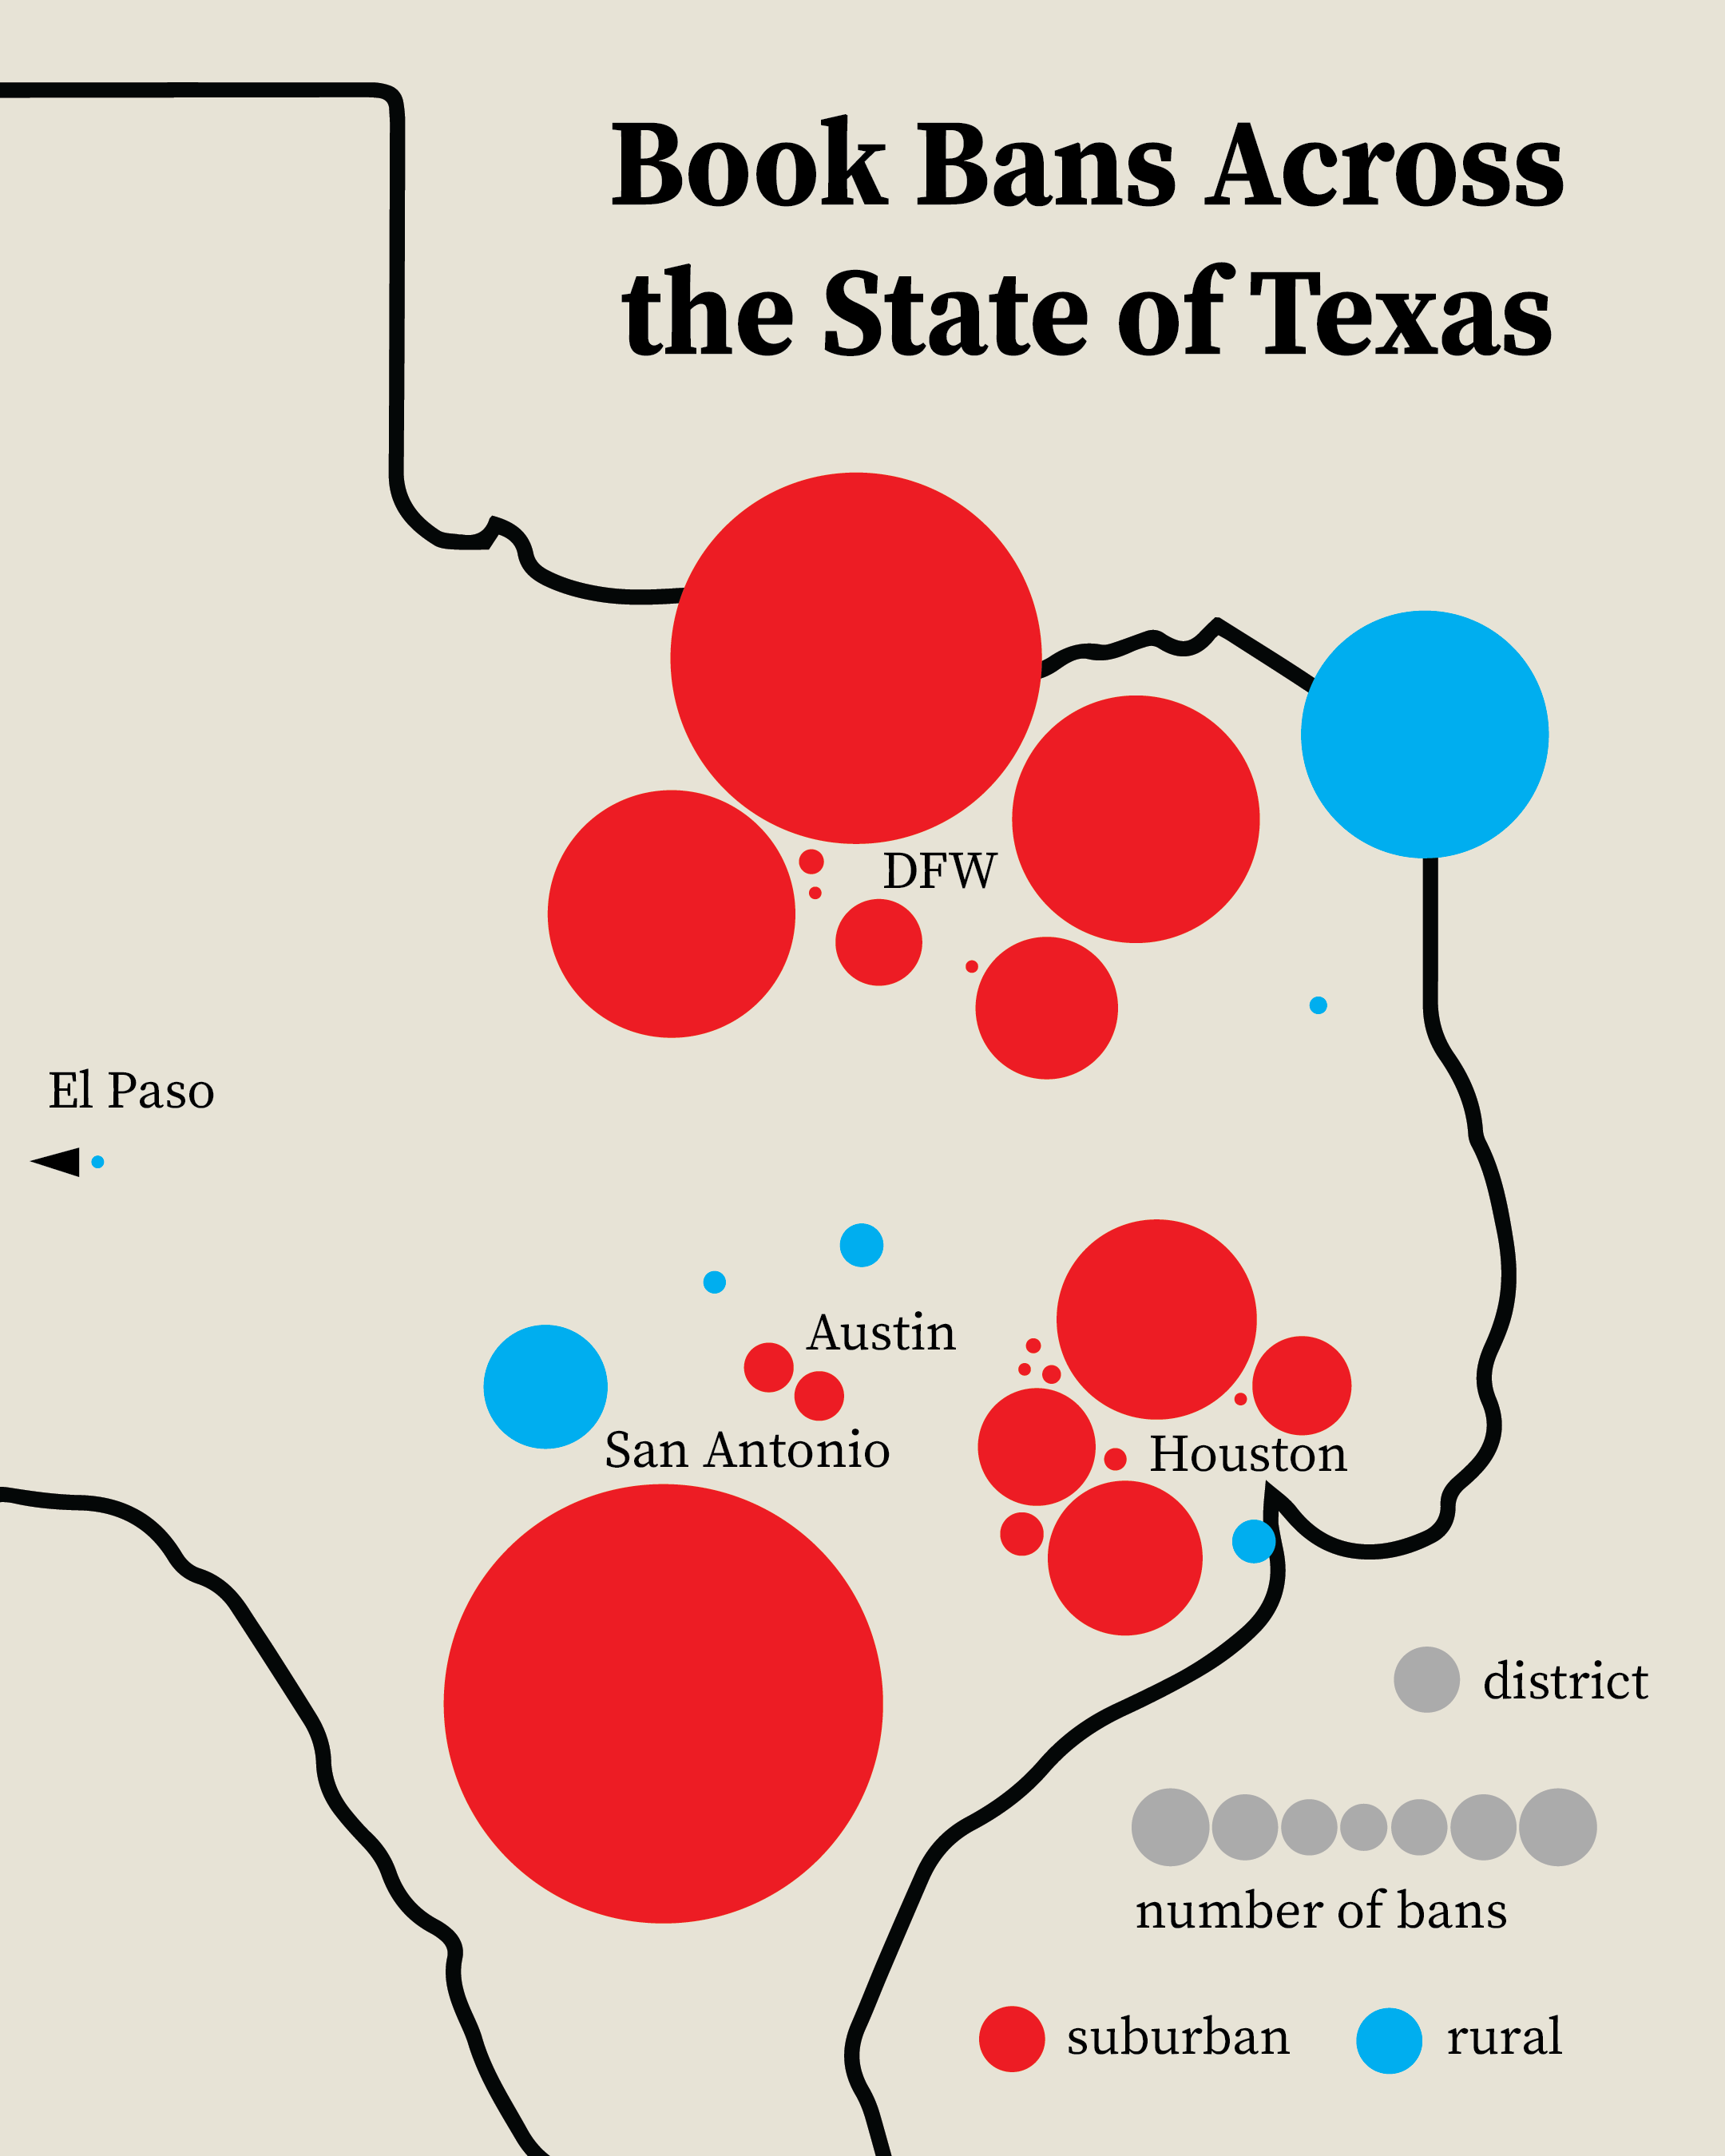 Book Bans Across
the State of Texas
DFW
El Paso
Austin
San Antonio
Houston
district
number of bans
suburban
rural